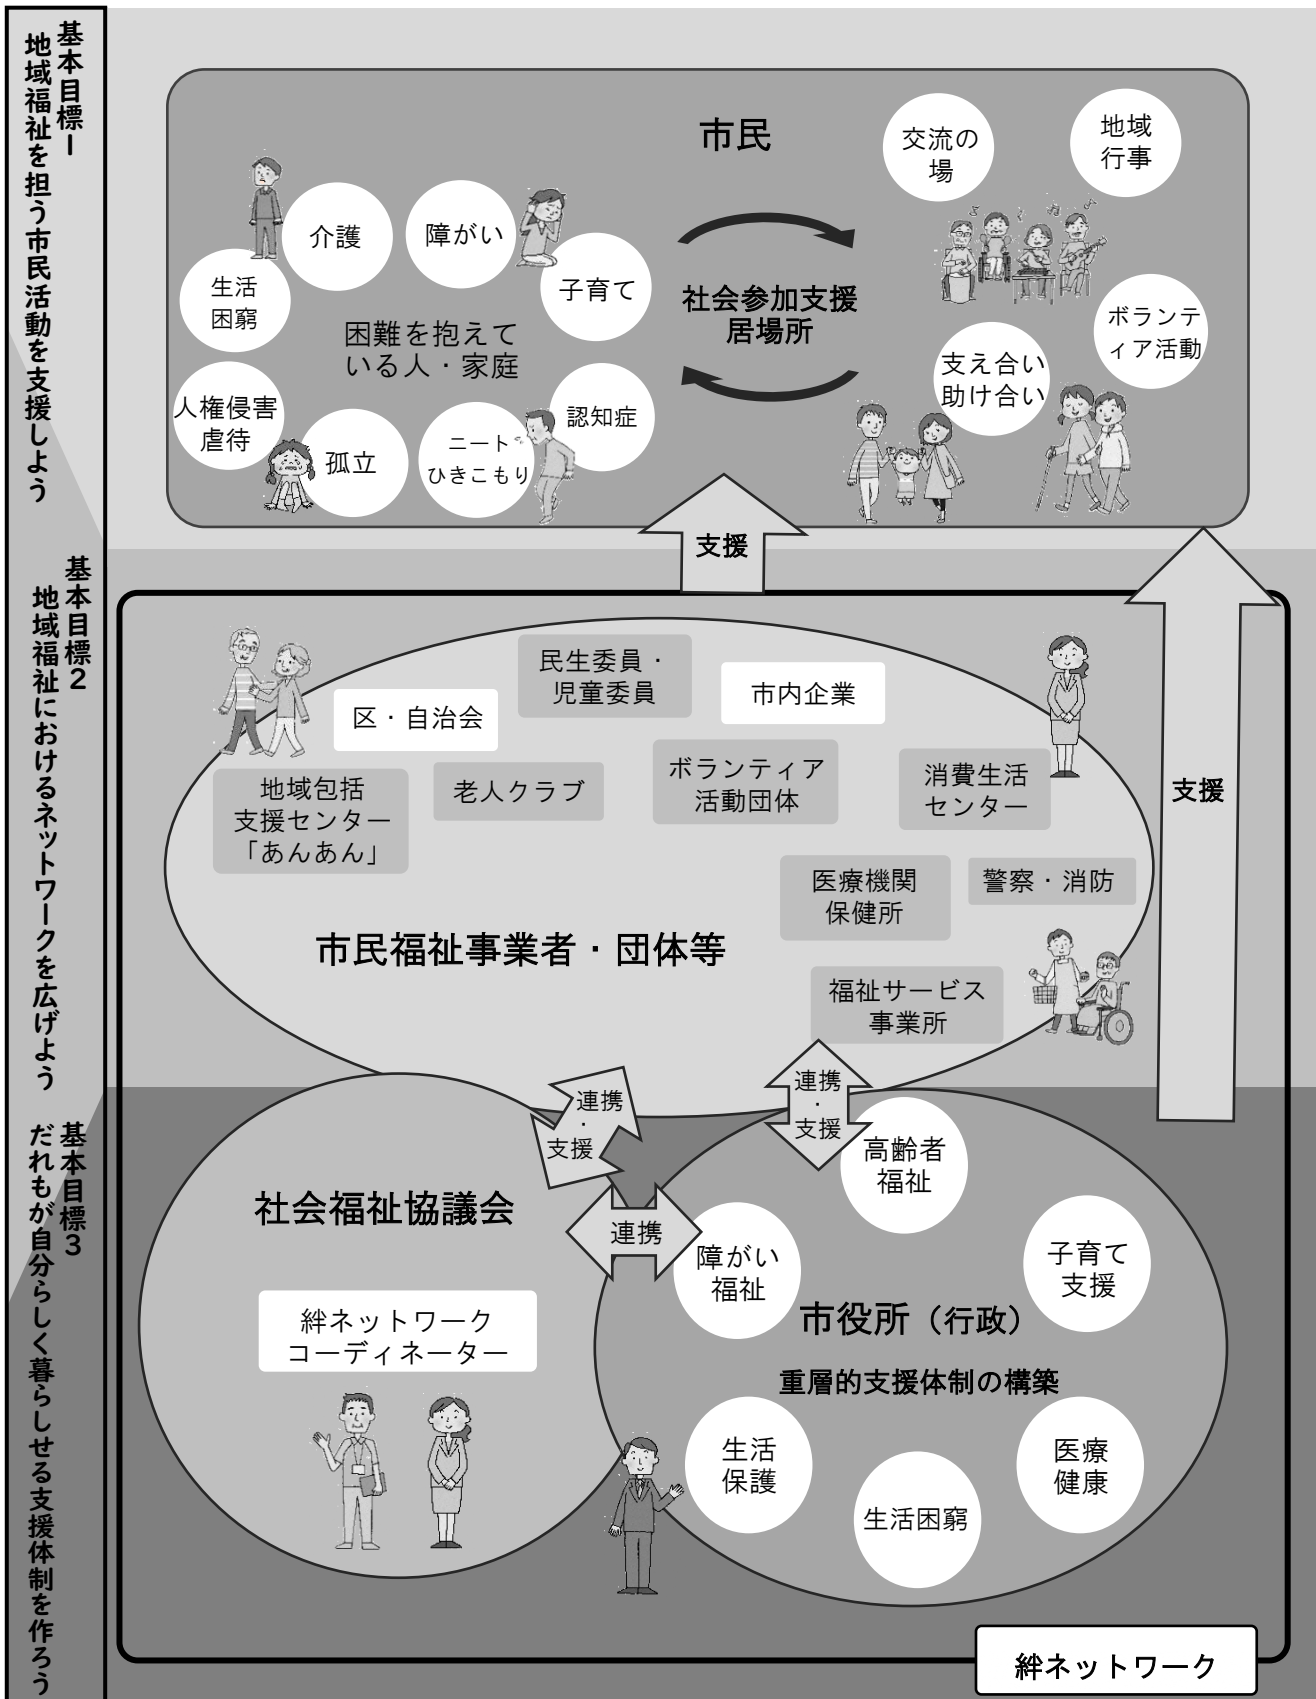 基本目標1
地域福祉を担う市民活動を支援しよう
市民
交流の
場
地域
行事
介護
障がい
子育て
生活
困窮
困難を抱えて
いる人・家庭
人権侵害
虐待
孤立
ニート
ひきこもり
認知症
社会参加支援
居場所
ボランテ
ィア活動
支え合い
助け合い
支援
基本目標2
地域福祉におけるネットワークを広げよう
民生委員・
児童委員
市内企業
区・自治会
地域包括
支援センター
「あんあん」
老人クラブ
ボランティア
活動団体
消費生活
センター
医療機関
保健所
警察・消防
市民福祉事業者・団体等
福祉サービス
事業所
支援
連携
・
支援
連携
・
支援
連携
基本目標3
だれもが自分らしく暮らしせる支援体制を作ろう
社会福祉協議会
絆ネットワーク
コーディネーター
高齢者
福祉
障がい
福祉
子育て
支援
市役所（行政）
重層的支援体制の構築
生活
保護
生活困窮
医療
健康
絆ネットワーク